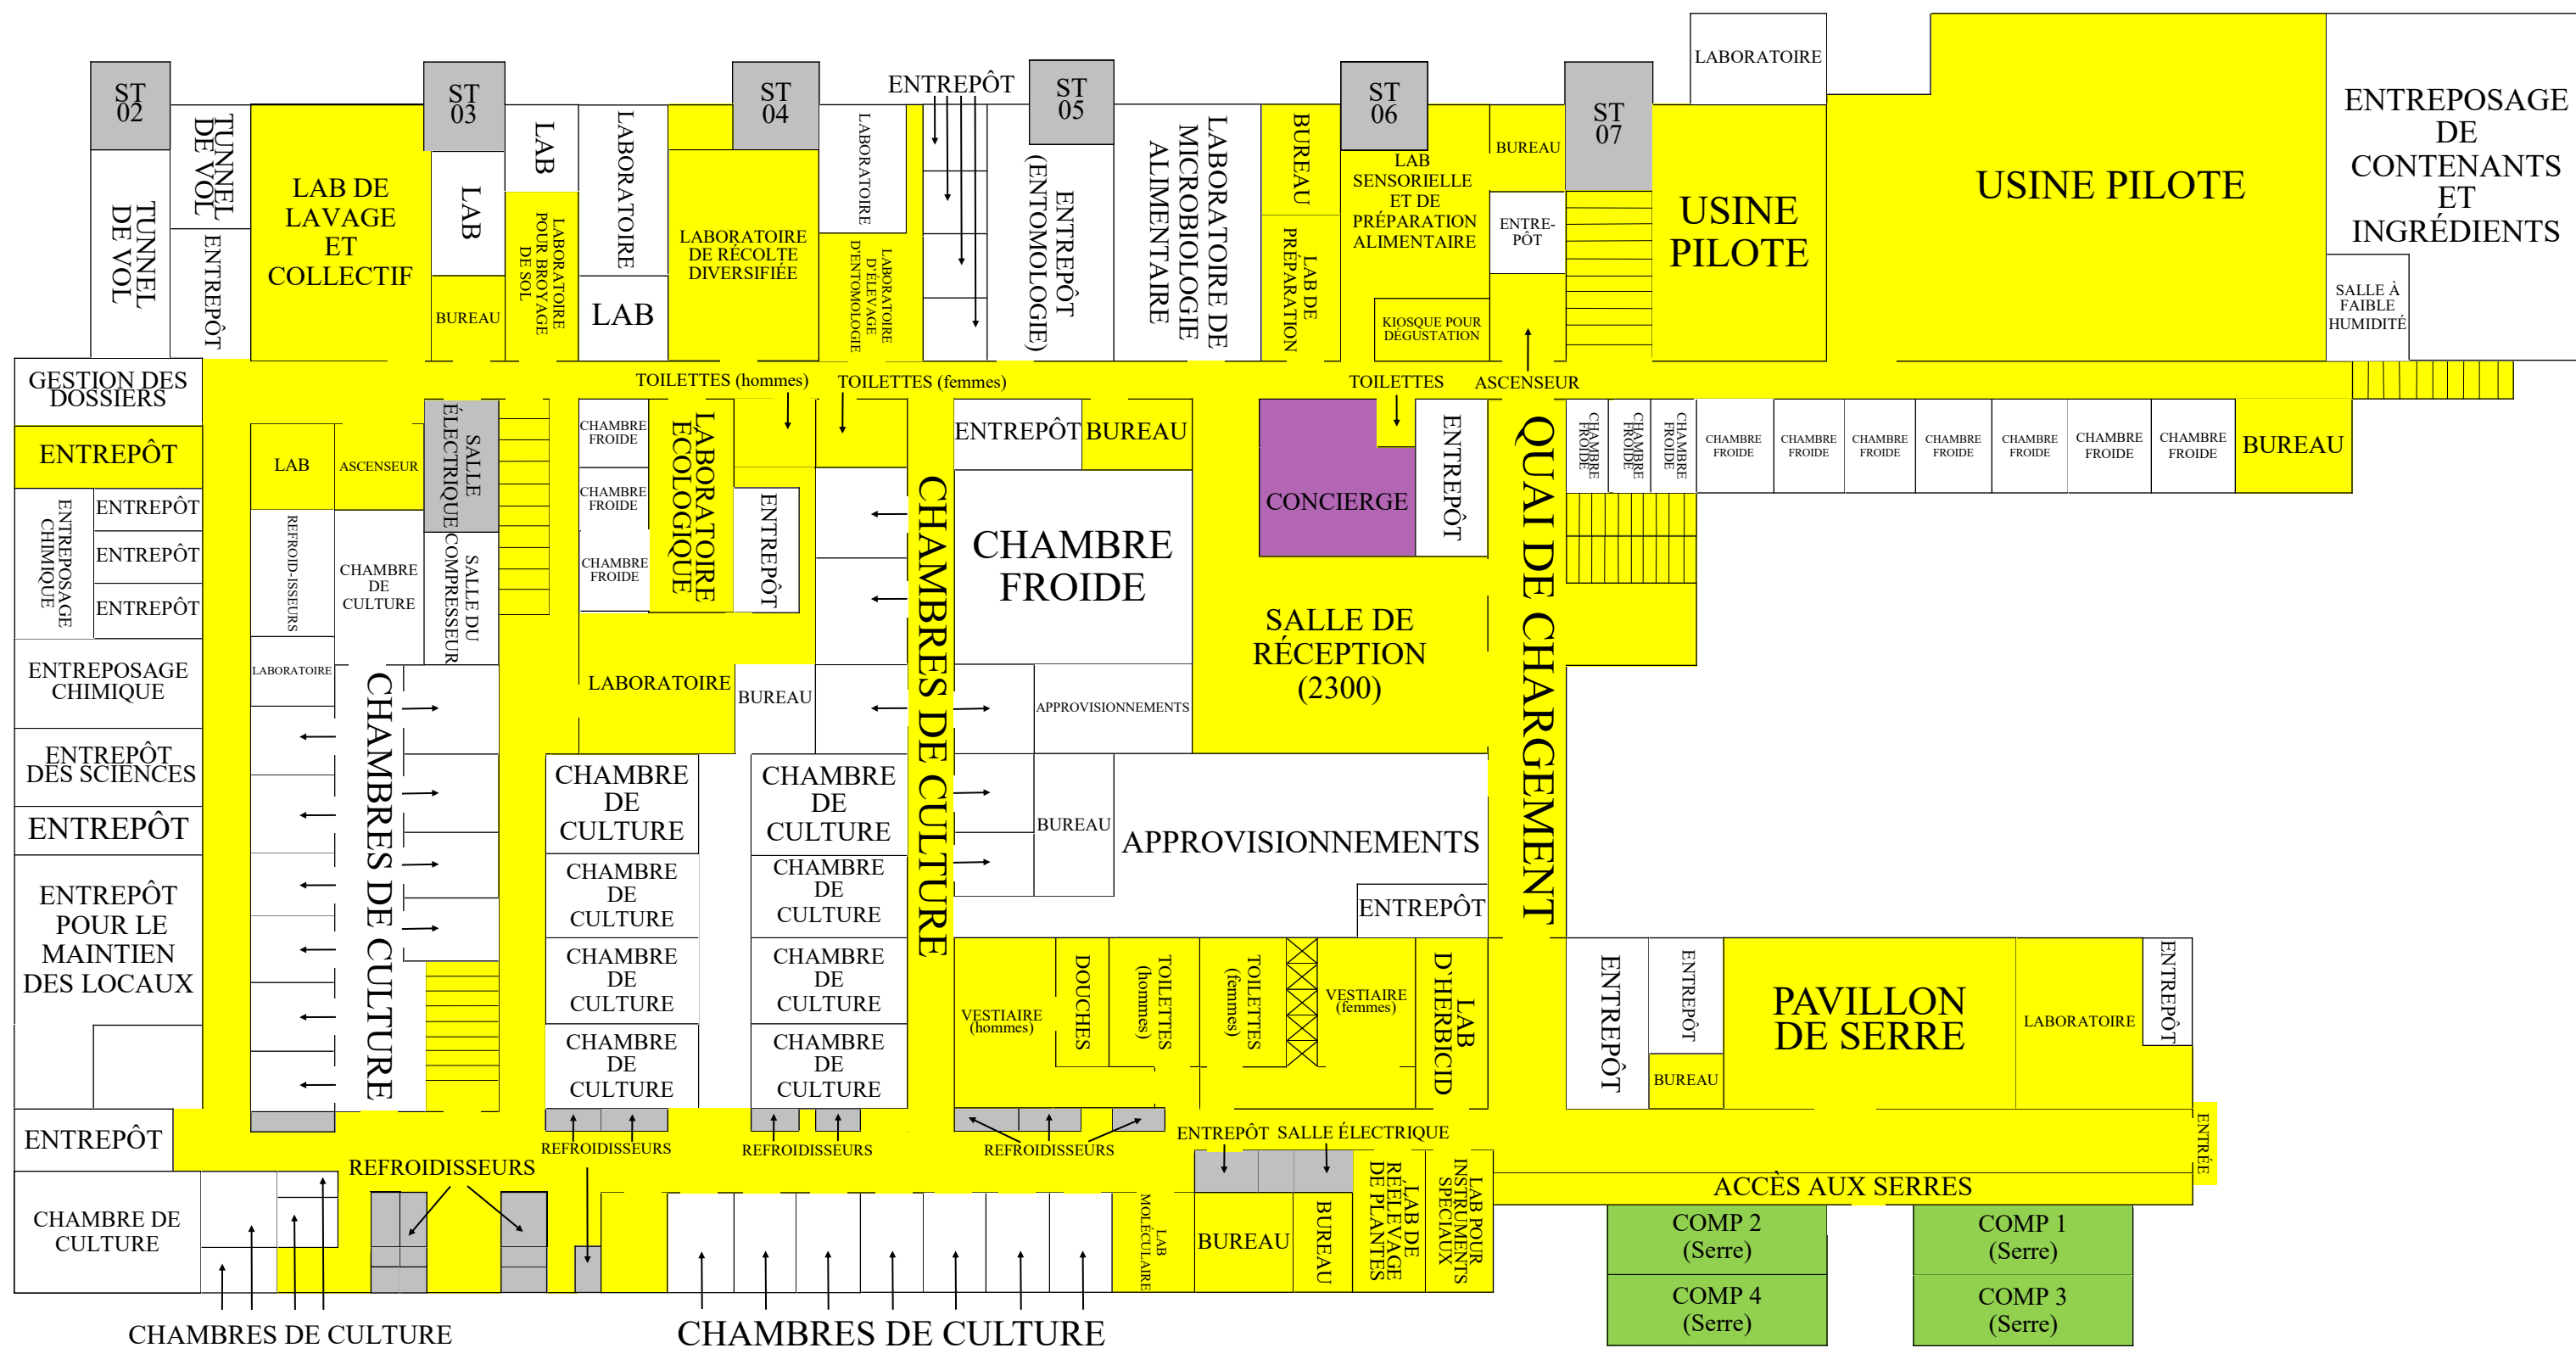 ST
02
TUNNEL
DE VOL
TUNNEL
DE VOL
ENTREPÔT
LAB DE
LAVAGE
ET
COLLECTIF
ST
03
LAB
BUREAU
LAB
LABORATOIRE
POUR BROYAGE
DE SOL
LABORATOIRE
LAB
ST
04
LABORATOIRE
DE RÉCOLTE
DIVERSIFIÉE
LABORATOIRE
LABORATOIRE
D'ÉLEVAGE
D'ENTOMOLOGIE
ENTREPÔT
ST
05
ENTREPÔT
(ENTOMOLOGIE)
LABORATOIRE DE
MICROBIOLOGIE
ALIMENTAIRE
BUREAU
LAB DE
PRÉPARATION
ST
06
LAB
SENSORIELLE
ET DE
PRÉPARATION
ALIMENTAIRE
KIOSQUE POUR
DÉGUSTATION
BUREAU
ENTRE-
PÔT
ST
07
USINE
PILOTE
LABORATOIRE
USINE PILOTE
ENTREPOSAGE
DE
CONTENANTS
ET
INGRÉDIENTS
SALLE À
FAIBLE
HUMIDITÉ
TOILETTES (hommes)
TOILETTES (femmes)
TOILETTES
ASCENSEUR
GESTION DES
DOSSIERS
ENTREPÔT
ENTREPOSAGE
CHIMIQUE
ENTREPÔT
ENTREPÔT
ENTREPÔT
ENTREPOSAGE
CHIMIQUE
ENTREPÔT
DES SCIENCES
ENTREPÔT
ENTREPÔT
POUR LE
MAINTIEN
DES LOCAUX
ENTREPÔT
CHAMBRE DE
CULTURE
LAB
ASCENSEUR
SALLE
ÉLECTRIQUE
REFROID-ISSEURS
CHAMBRE
DE
CULTURE
SALLE DU
COMPRESSEUR
LABORATOIRE
CHAMBRES DE CULTURE
CHAMBRE
FROIDE
CHAMBRE
FROIDE
CHAMBRE
FROIDE
LABORATOIRE
ECOLOGIQUE
ENTREPÔT
LABORATOIRE
BUREAU
CHAMBRE
DE
CULTURE
CHAMBRE
DE
CULTURE
CHAMBRE
DE
CULTURE
CHAMBRE
DE
CULTURE
CHAMBRE
DE
CULTURE
CHAMBRE
DE
CULTURE
CHAMBRE
DE
CULTURE
CHAMBRE
DE
CULTURE
CHAMBRES DE CULTURE
ENTREPÔT
BUREAU
CHAMBRE
FROIDE
APPROVISIONNEMENTS
BUREAU
APPROVISIONNEMENTS
ENTREPÔT
CONCIERGE
ENTREPÔT
SALLE DE
RÉCEPTION
(2300)
QUAI DE CHARGEMENT
CHAMBRE
FROIDE
CHAMBRE
FROIDE
CHAMBRE
FROIDE
CHAMBRE
FROIDE
CHAMBRE
FROIDE
CHAMBRE
FROIDE
CHAMBRE
FROIDE
CHAMBRE
FROIDE
CHAMBRE
FROIDE
CHAMBRE
FROIDE
BUREAU
VESTIAIRE
(hommes)
DOUCHES
TOILETTES
(hommes)
TOILETTES
(femmes)
VESTIAIRE
(femmes)
LAB
D'HERBICID
ENTREPÔT
ENTREPÔT
BUREAU
PAVILLON
DE SERRE
LABORATOIRE
ENTREPÔT
ENTRÉE
REFROIDISSEURS
REFROIDISSEURS
REFROIDISSEURS
REFROIDISSEURS
ENTREPÔT
SALLE ÉLECTRIQUE
LAB
MOLÉCULAIRE
BUREAU
BUREAU
LAB DE
RÉÉLEVAGE
DE PLANTES
LAB POUR
INSTRUMENTS
SPÉCIAUX
ACCÈS AUX SERRES
COMP 2
(Serre)
COMP 1
(Serre)
COMP 4
(Serre)
COMP 3
(Serre)
CHAMBRES DE CULTURE
CHAMBRES DE CULTURE